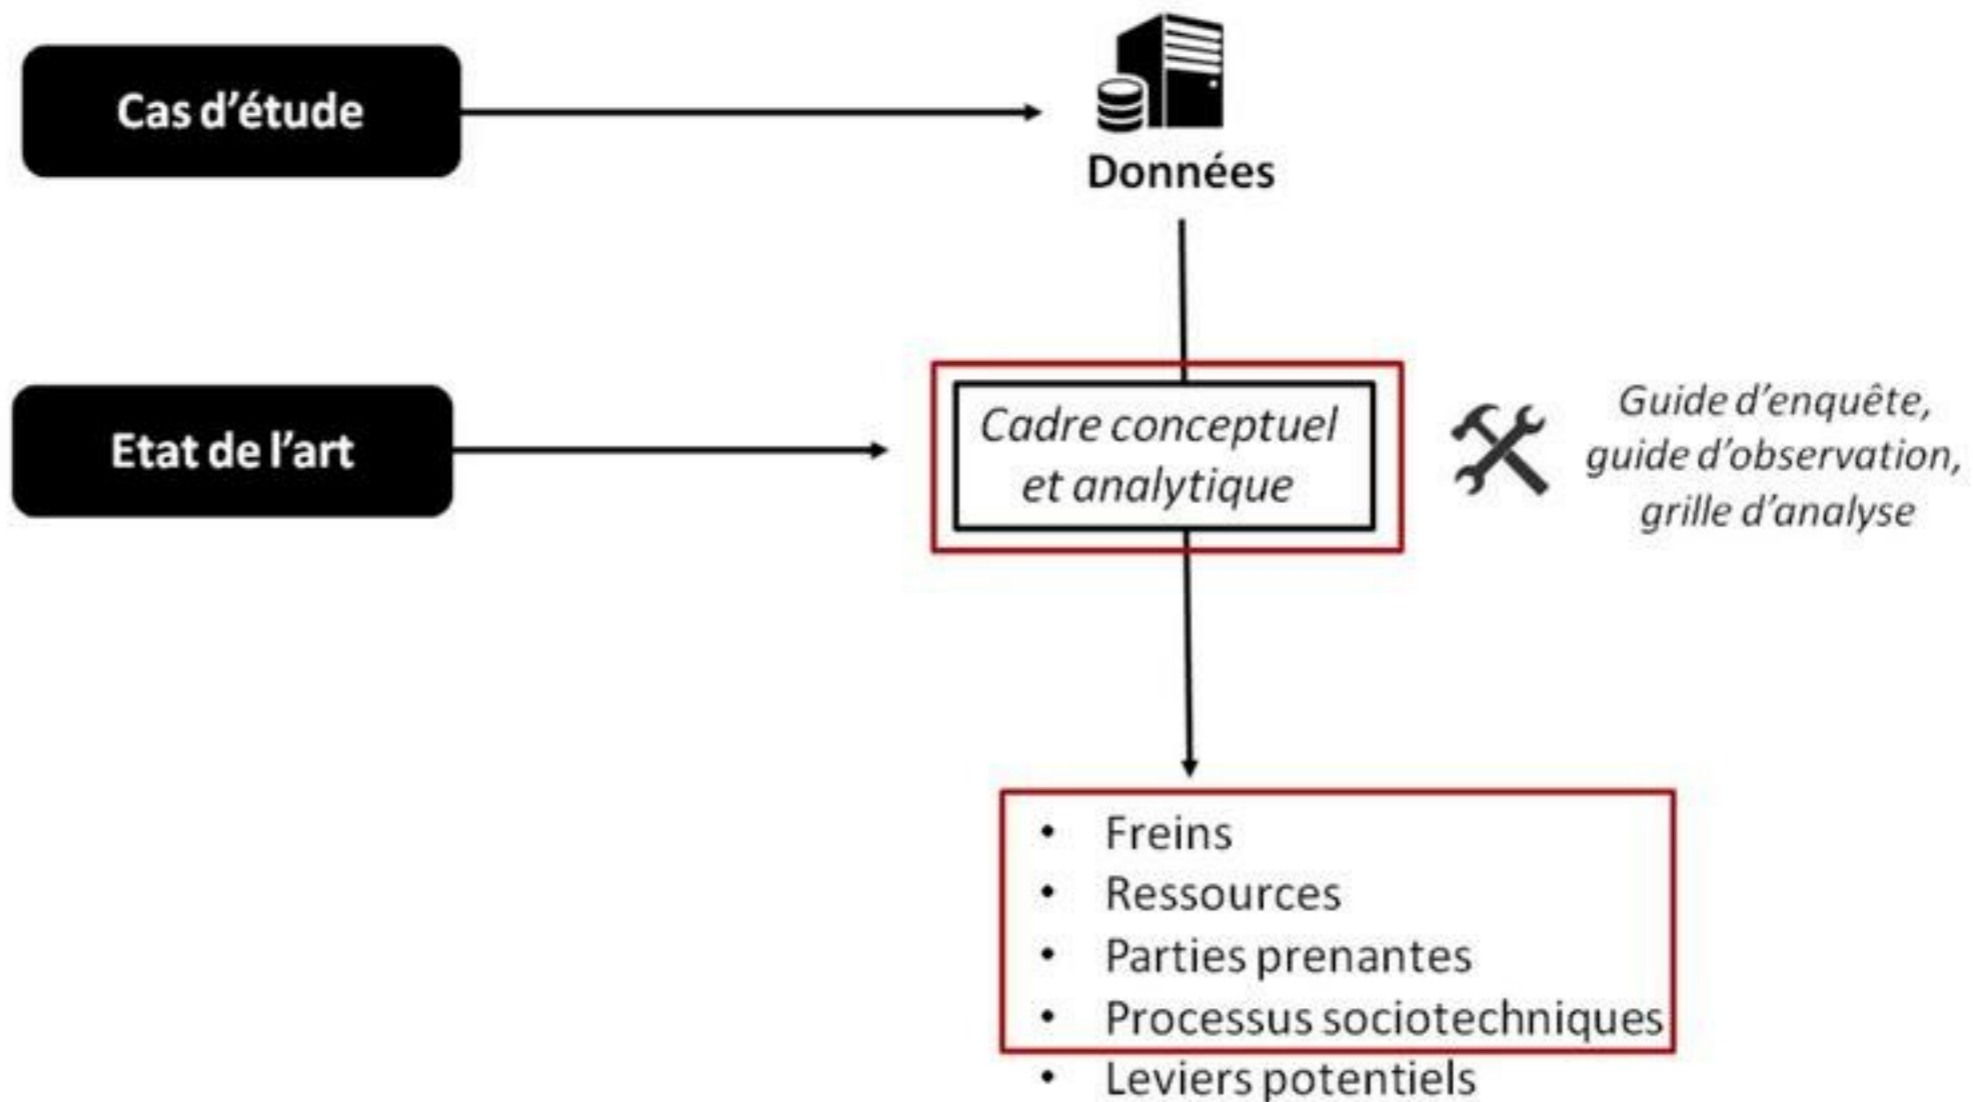 Cas d'étude
Données
Etat de l'art
Cadre conceptuel
et analytique
Guide d'enquête,
guide d'observation,
grille d'analyse
• Freins
• Ressources
• Parties prenantes
• Processus sociotechniques
• Leviers potentiels